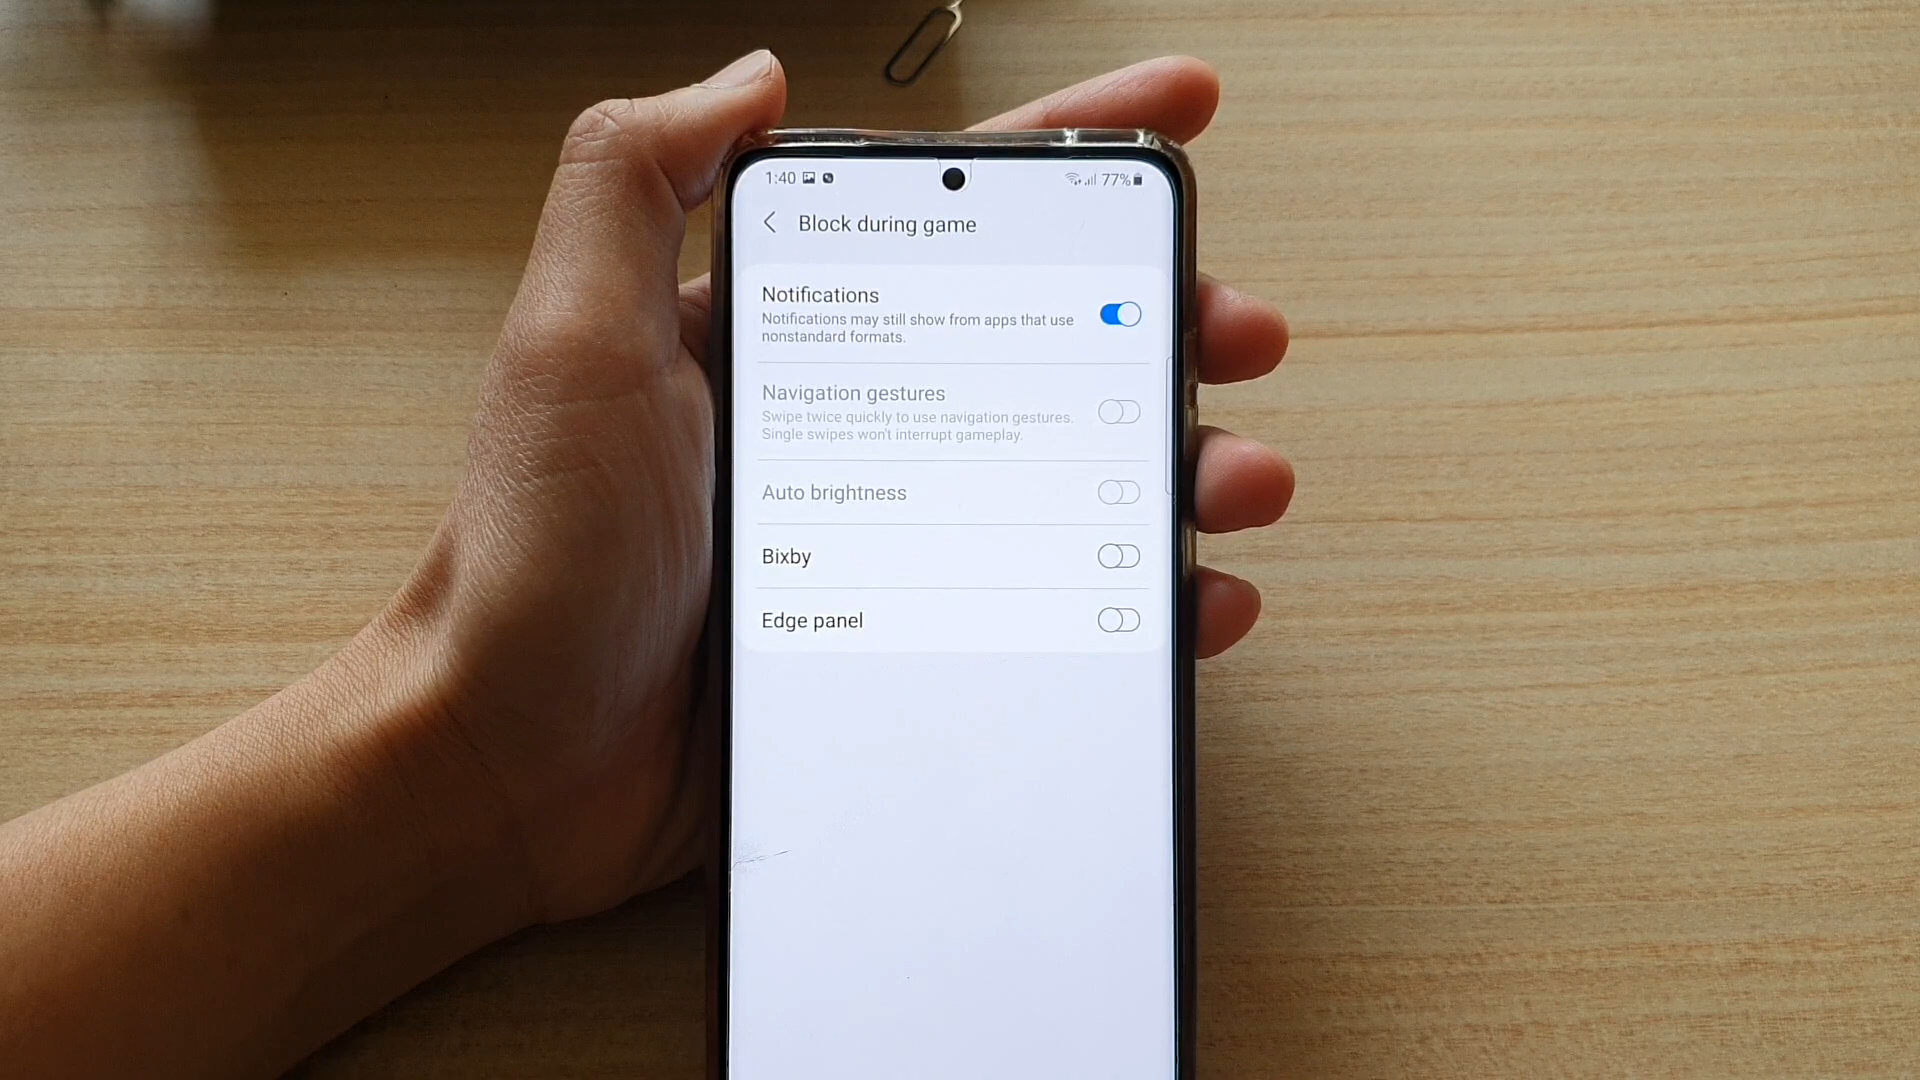 1:40 77%
Block during game
Notifications
Notifications may still show from apps that use
nonstandard formats.
Navigation gestures
Swipe twice quickly to use navigation gestures.
Single swipes won't interrupt gameplay.
Auto brightness
Bixby
Edge panel